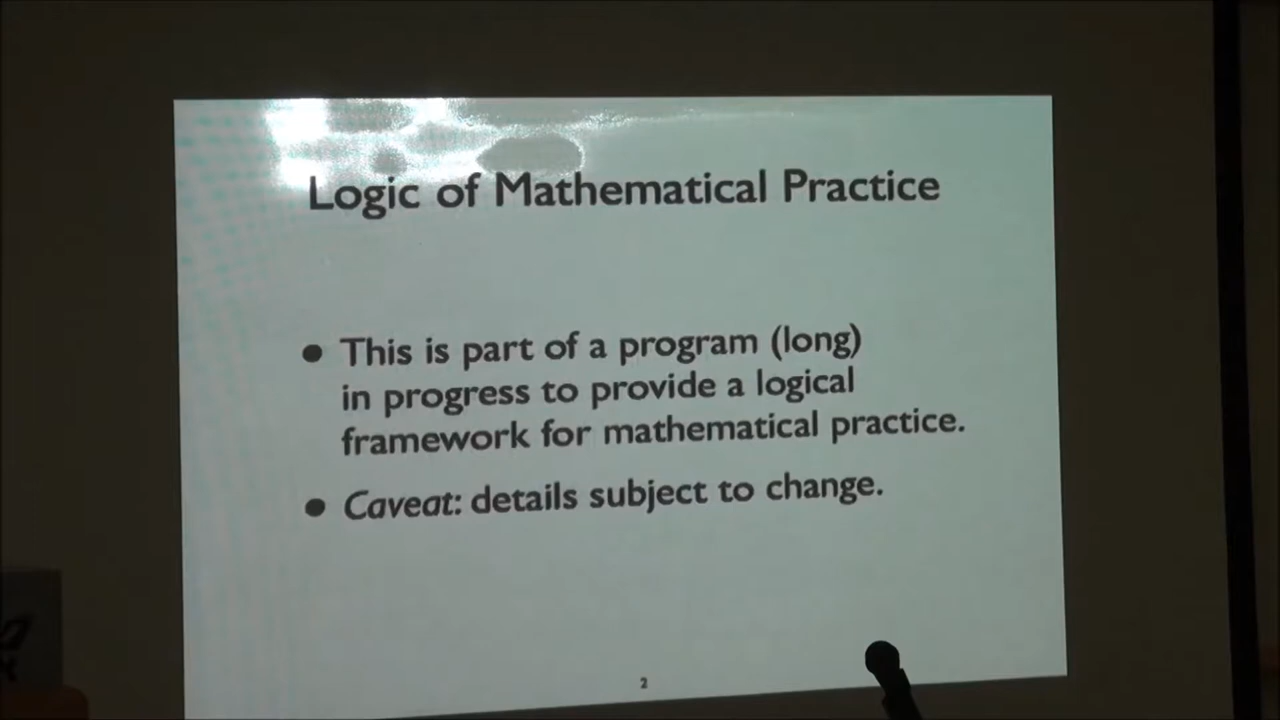 Logic of Mathematical Practice
• This is part of a program (long)
in progress to provide a logical
framework for mathematical practice.
• Caveat: details subject to change.
2